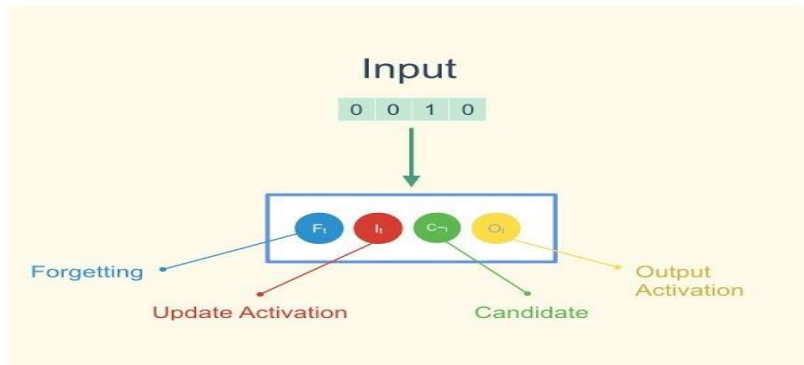 Input
0 0 1 0
Fₜ Iₜ C~ₜ Oₜ
Forgetting
Output
Activation
Update Activation
Candidate